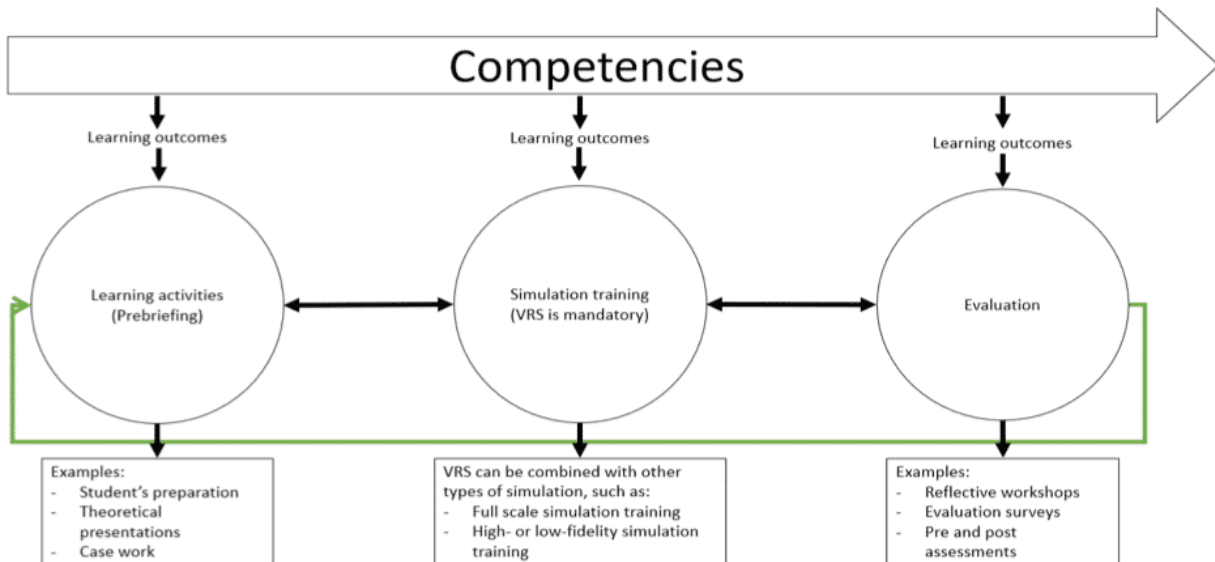 Competencies
Learning outcomes
Learning outcomes
Learning outcomes
Learning activities
(Prebriefing)
Simulation training
(VRS is mandatory)
Evaluation
Examples:
- Student's preparation
- Theoretical
presentations
- Case work
VRS can be combined with other
types of simulation, such as:
- Full scale simulation training
- High- or low-fidelity simulation
training
Examples:
- Reflective workshops
- Evaluation surveys
- Pre and post
assessments